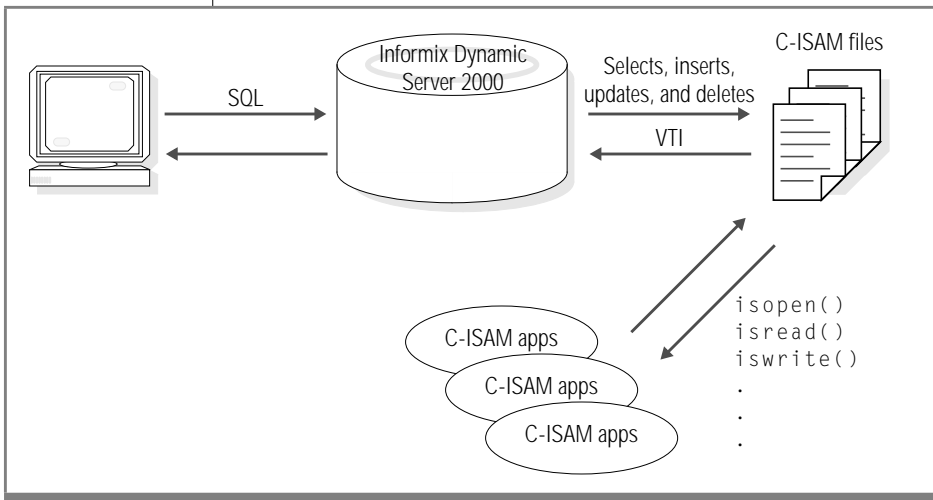 Informix Dynamic
Server 2000
C-ISAM files
SQL
Selects, inserts,
updates, and deletes
VTI
isopen()
isread()
iswrite()
.
.
.
C-ISAM apps
C-ISAM apps
C-ISAM apps